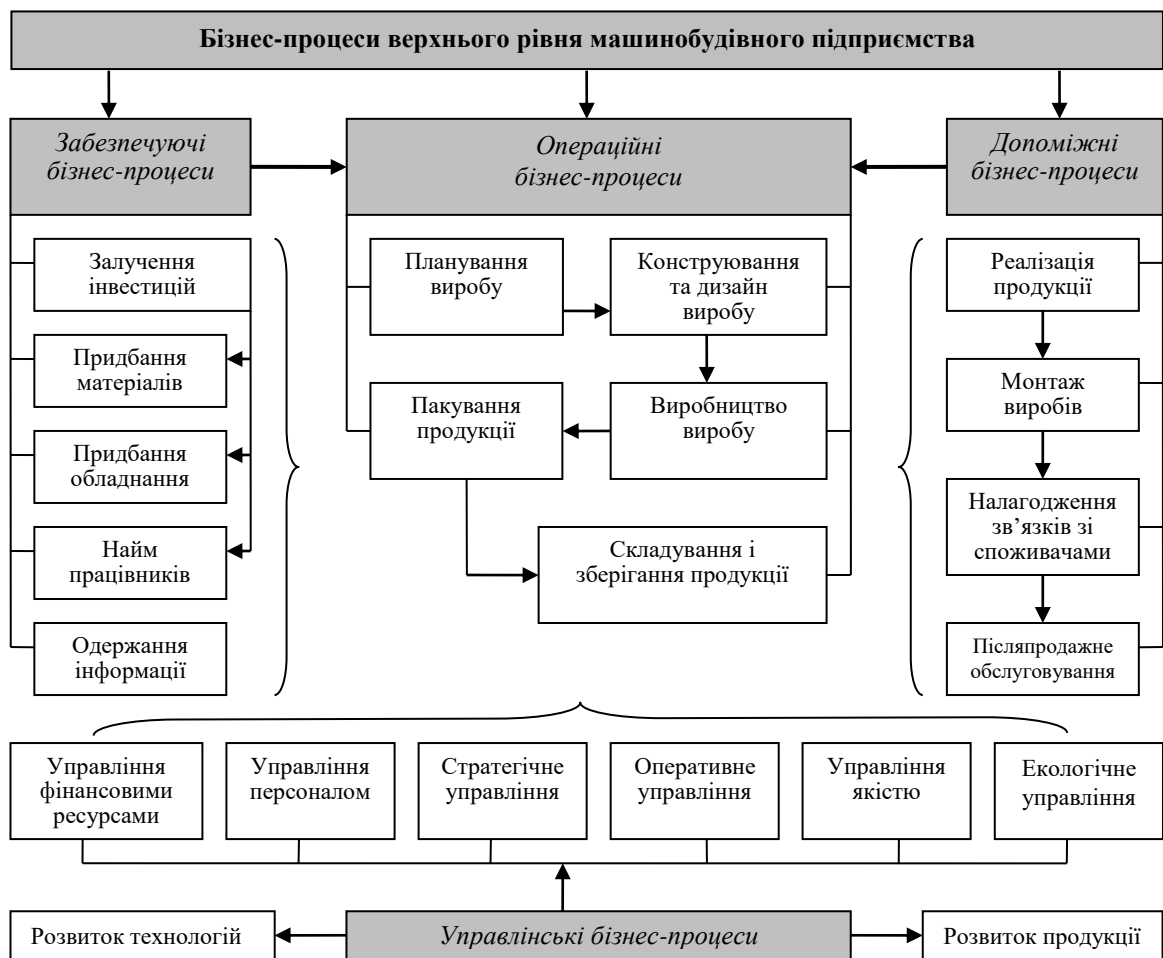 Бізнес-процеси верхнього рівня машинобудівного підприємства
Забезпечуючі
бізнес-процеси
Операційні
бізнес-процеси
Допоміжні
бізнес-процеси
Залучення
інвестицій
Придбання
матеріалів
Придбання
обладнання
Найм
працівників
Одержання
інформації
Планування
виробу
Конструювання
та дизайн
виробу
Пакування
продукції
Виробництво
виробу
Складування і
зберігання продукції
Реалізація
продукції
Монтаж
виробів
Налагодження
зв’язків зі
споживачами
Післяпродажне
обслуговування
Управління
фінансовими
ресурсами
Управління
персоналом
Стратегічне
управління
Оперативне
управління
Управління
якістю
Екологічне
управління
Розвиток технологій
Управлінські бізнес-процеси
Розвиток продукції